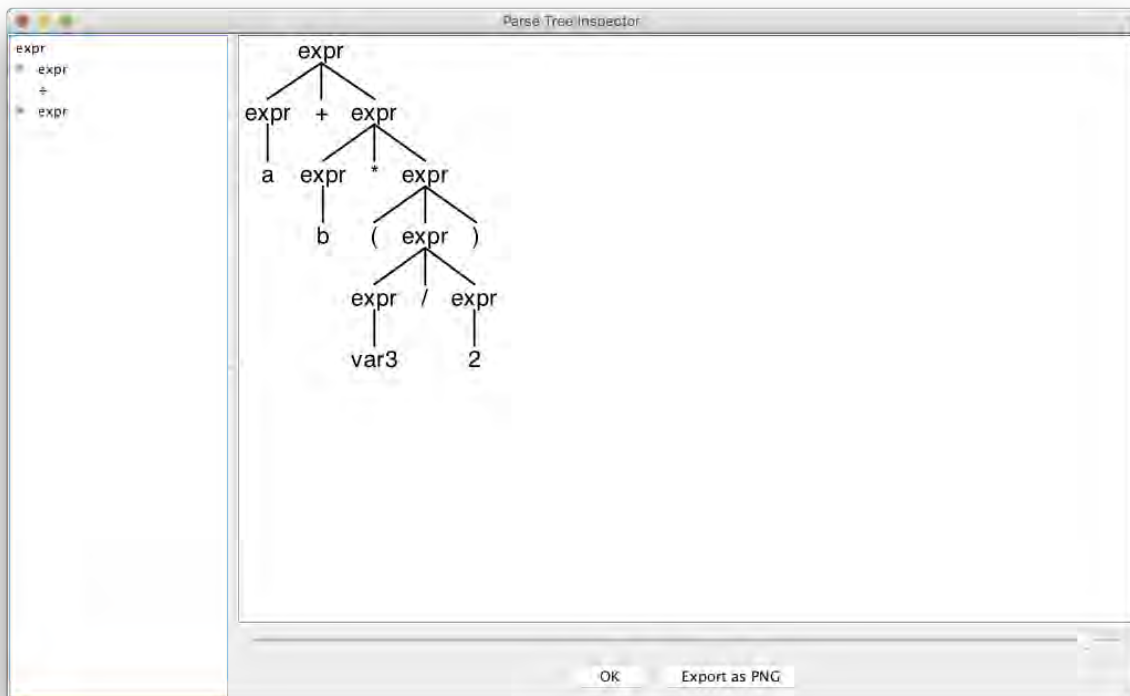 Parse Tree Inspector
expr
expr
+
expr
expr
expr + expr
a expr * expr
b ( expr )
expr / expr
var3 2
OK Export as PNG